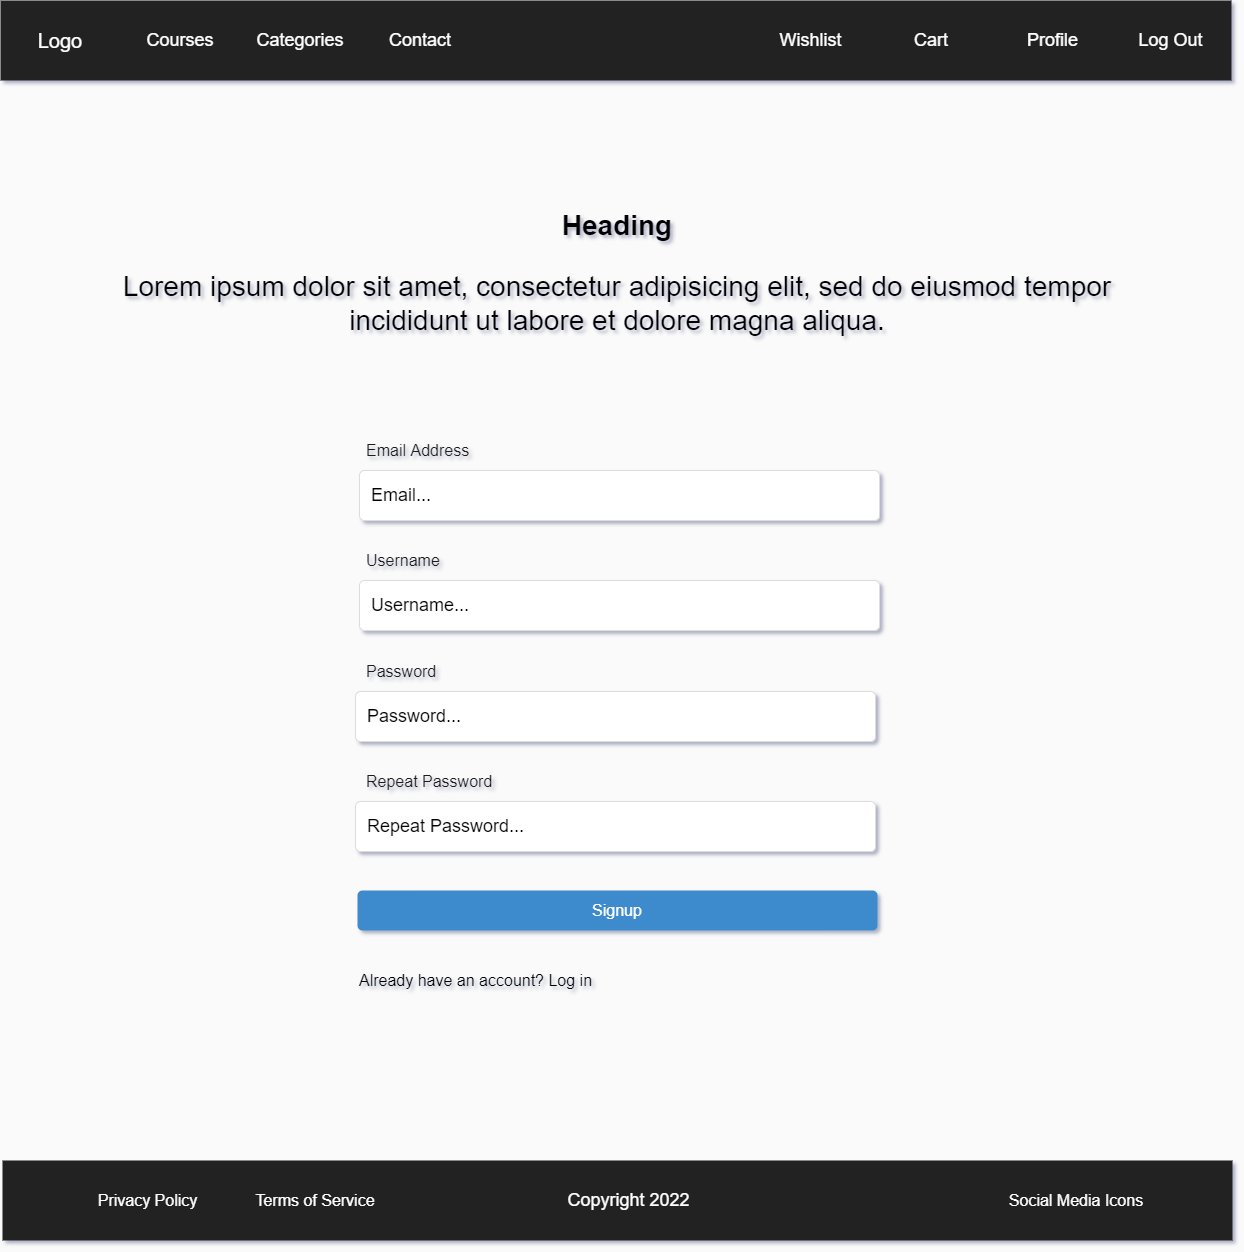 Logo Courses Categories Contact Wishlist Cart Profile Log Out
Heading
Lorem ipsum dolor sit amet, consectetur adipisicing elit, sed do eiusmod tempor
incididunt ut labore et dolore magna aliqua.
Email Address
Email...
Username
Username...
Password
Password...
Repeat Password
Repeat Password...
Signup
Already have an account? Log in
Privacy Policy Terms of Service Copyright 2022 Social Media Icons